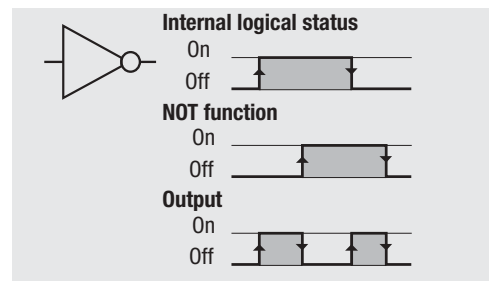 Internal logical status
On
Off
NOT function
On
Off
Output
On
Off